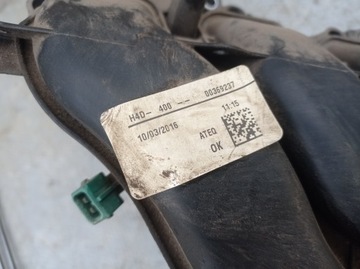 H4D- 400 -- 00369237
10/03/2016 11:15
ATEQ
OK